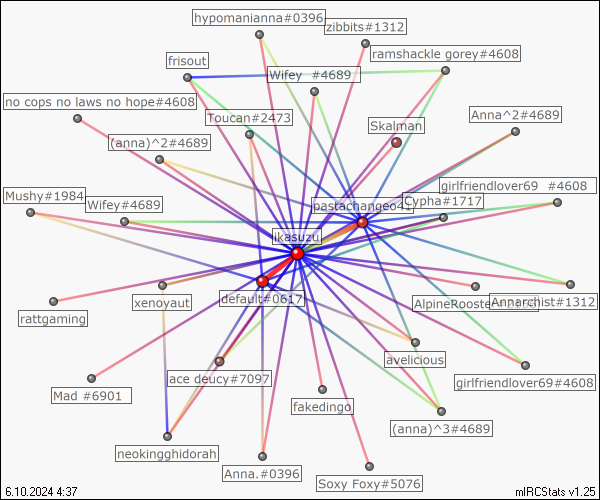 hypomanianna#0396
zibbits#1312
frisout
ramshackle gorey#4608
Wifey  #4689
no cops no laws no hope#4608
Toucan#2473
Skalman
Anna^2#4689
(anna)^2#4689
girlfriendlover69  #4608
Mushy#1984
Wifey#4689
pastachangeo41
Cypha#1717
ikasuzu
rattgaming
xenoyaut
default#0617
Annarchist#1312
avelicious
ace deucy#7097
girlfriendlover69#4608
Mad #6901
fakedingo
(anna)^3#4689
neokingghidorah
Anna.#0396
Soxy Foxy#5076
6.10.2024 4:37
mIRCStats v1.25